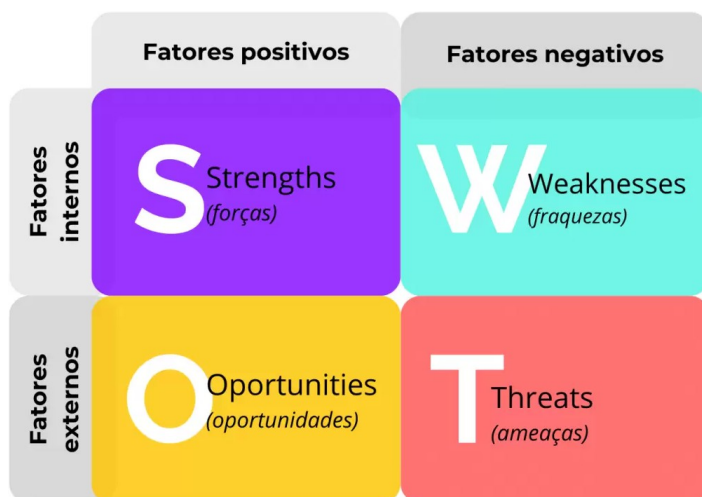 Fatores positivos
Fatores negativos
Fatores
internos
S
Strengths
(forças)
W
Weaknesses
(fraquezas)
Fatores
externos
O
Oportunities
(oportunidades)
T
Threats
(ameaças)